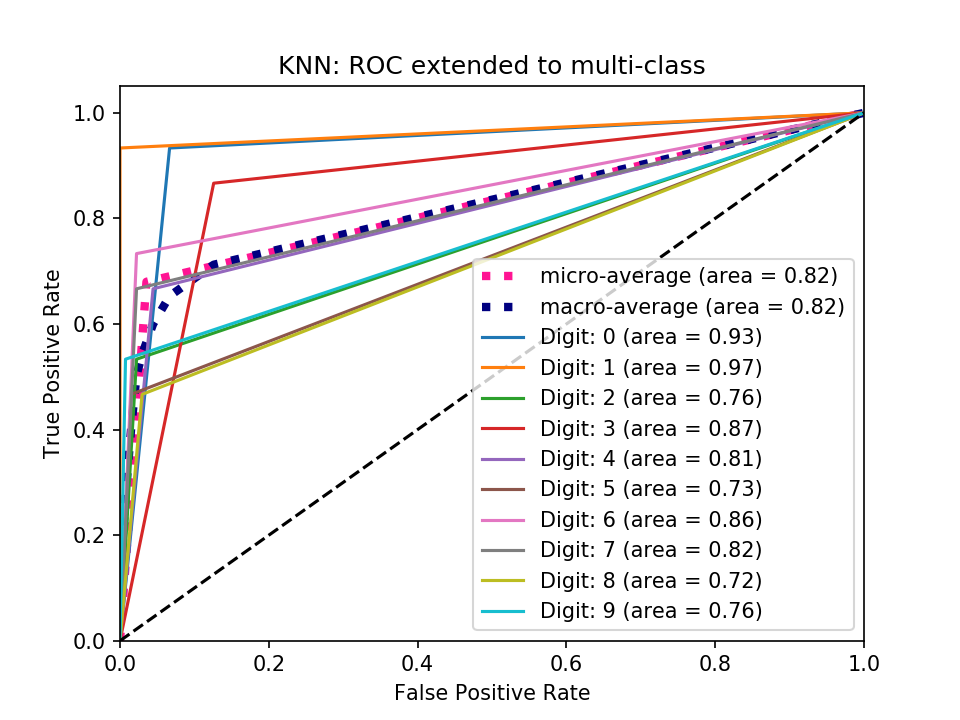 KNN: ROC extended to multi-class
1.0
0.8
0.6
0.4
0.2
0.0
True Positive Rate
micro-average (area = 0.82)
macro-average (area = 0.82)
Digit: 0 (area = 0.93)
Digit: 1 (area = 0.97)
Digit: 2 (area = 0.76)
Digit: 3 (area = 0.87)
Digit: 4 (area = 0.81)
Digit: 5 (area = 0.73)
Digit: 6 (area = 0.86)
Digit: 7 (area = 0.82)
Digit: 8 (area = 0.72)
Digit: 9 (area = 0.76)
0.0 0.2 0.4 0.6 0.8 1.0
False Positive Rate